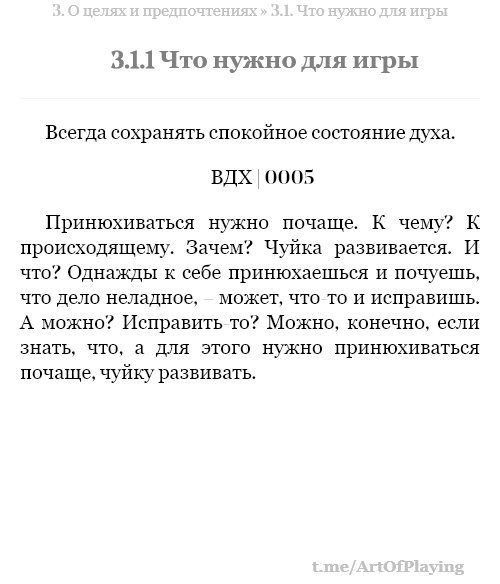 3. О целях и предпочтениях » 3.1. Что нужно для игры
3.1.1 Что нужно для игры
Всегда сохранять спокойное состояние духа.
ВДХ | 0005
Принюхиваться нужно почаще. К чему? К
происходящему. Зачем? Чуйка развивается. И
что? Однажды к себе принюхаешься и почуешь,
что дело неладное, – может, что-то и исправишь.
А можно? Исправить-то? Можно, конечно, если
знать, что, а для этого нужно принюхиваться
почаще, чуйку развивать.
t.me/ArtOfPlaying